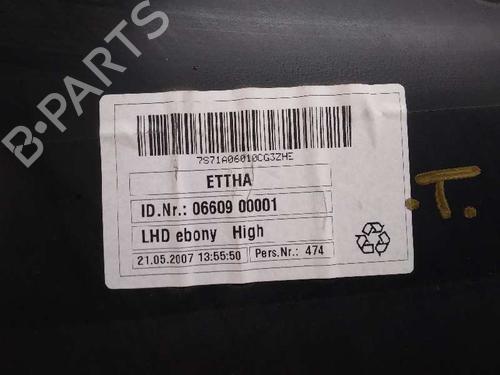 B-PARTS
7S71A06010CG3ZHE
ETTHA
ID.Nr.: 06609 00001
LHD ebony High
21.05.2007 13:55:50 Pers.Nr.: 474
.T.